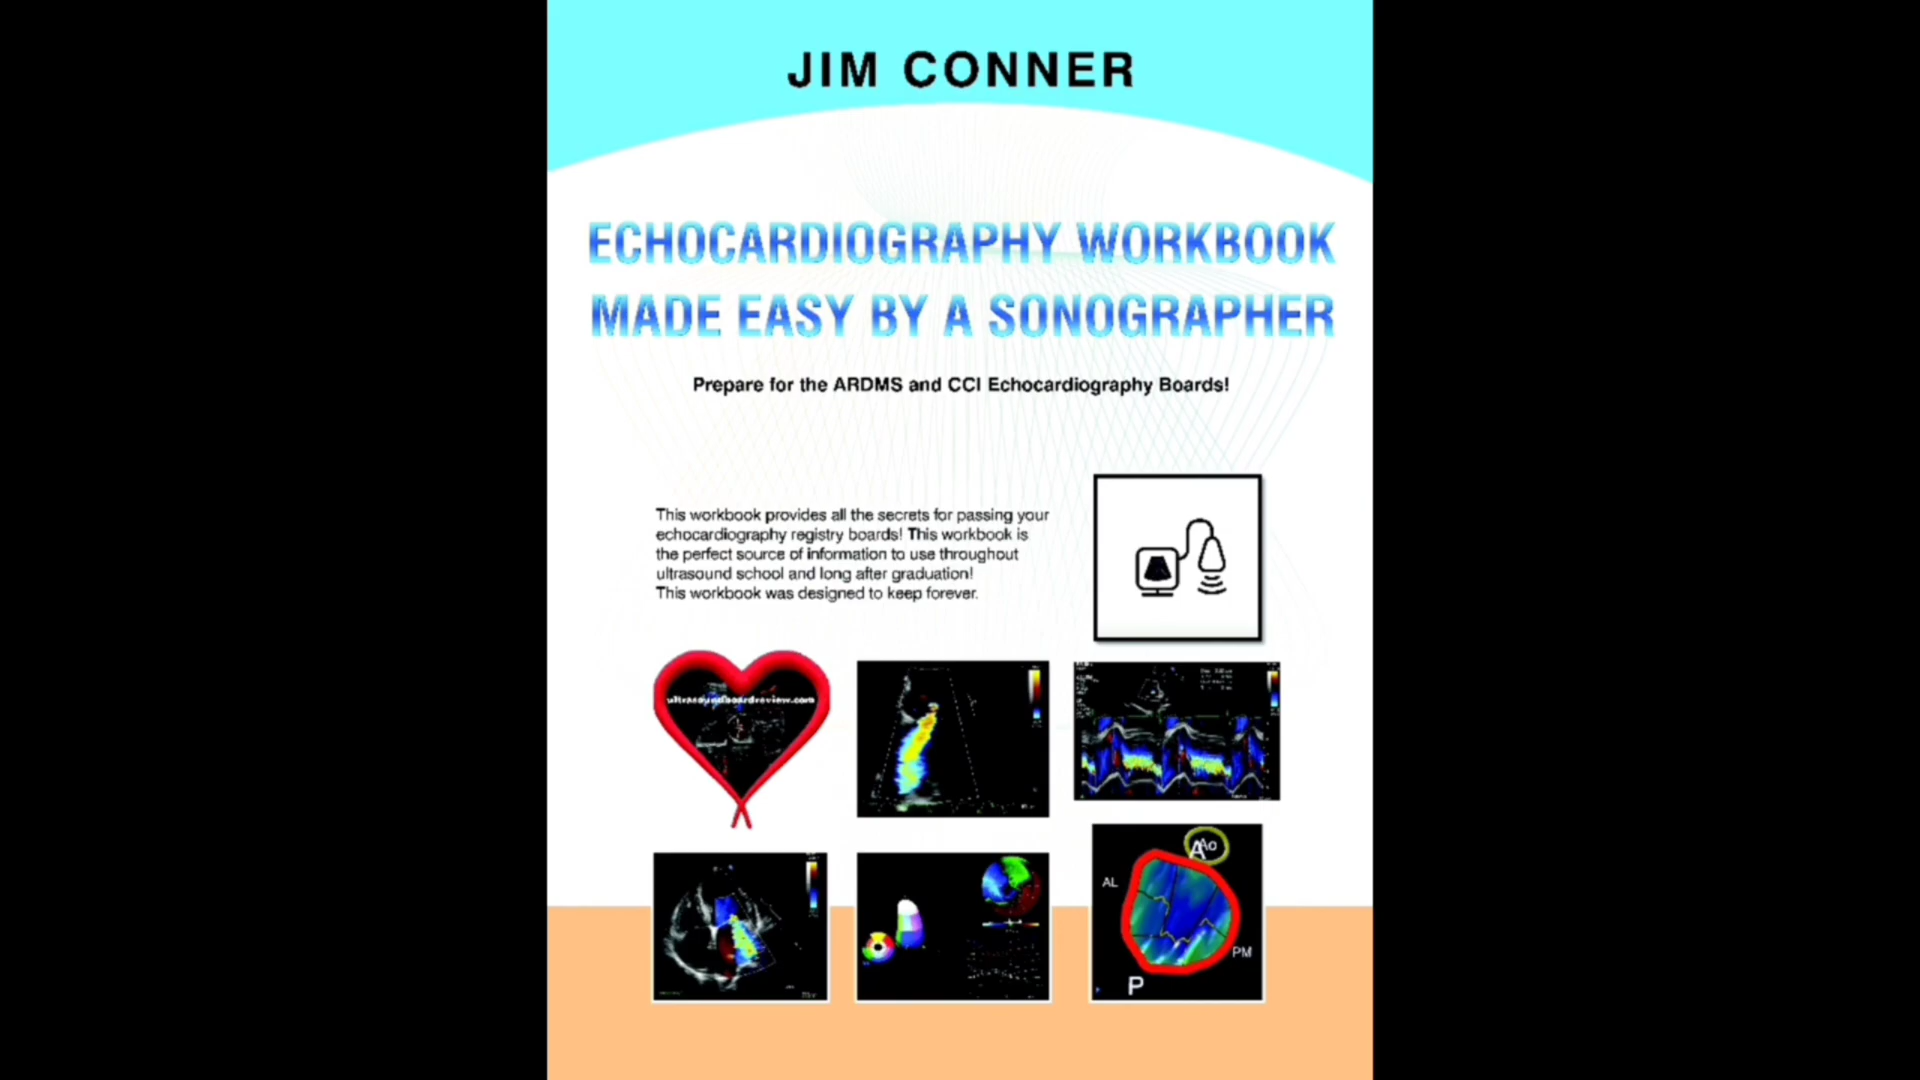 JIM CONNER
ECHOCARDIOGRAPHY WORKBOOK
MADE EASY BY A SONOGRAPHER
Prepare for the ARDMS and CCI Echocardiography Boards!
This workbook provides all the secrets for passing your
echocardiography registry boards! This workbook is
the perfect source of information to use throughout
ultrasound school and long after graduation!
This workbook was designed to keep forever.
ultrasoundboardreview.com
A
Ao
AL
PM
P